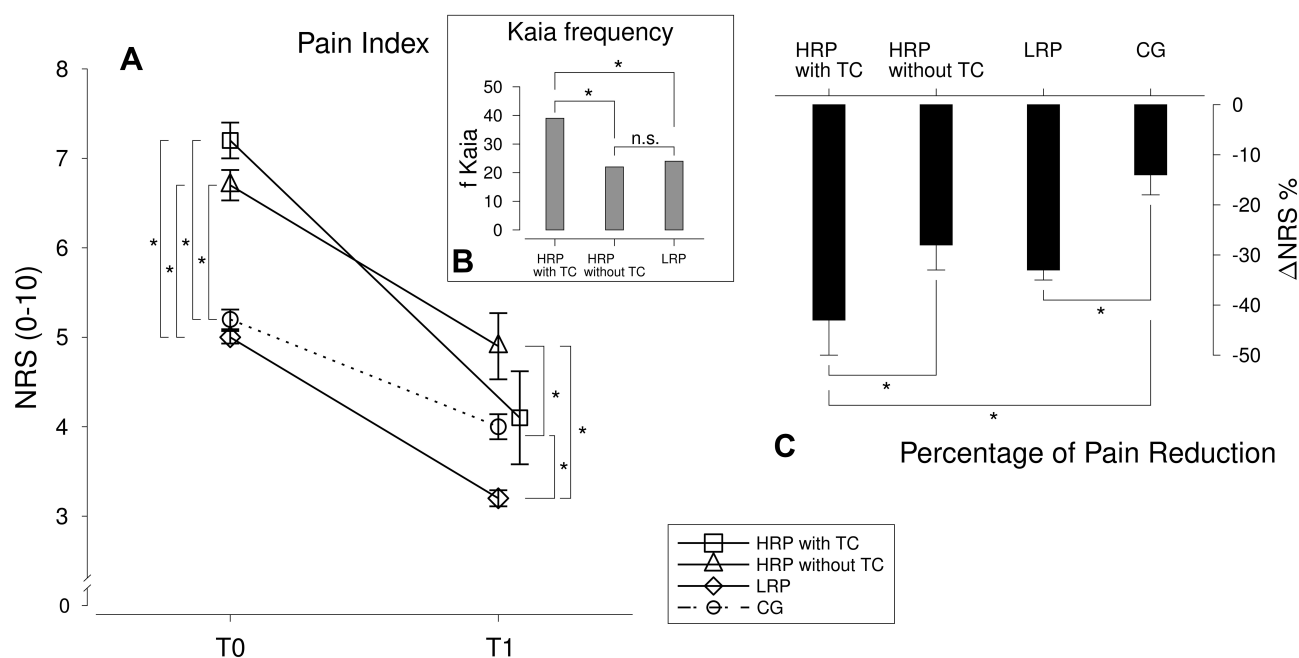 A
Pain Index
NRS (0-10)
8
7
6
5
4
3
0
*
*
*
*
*
*
*
T0
T1
Kaia frequency
f Kaia
50
40
30
20
10
0
*
*
n.s.
HRP
with TC
HRP
without TC
LRP
B
HRP
with TC
HRP
without TC
LRP
CG
0
-10
-20
-30
-40
-50
ΔNRS %
*
*
*
C
Percentage of Pain Reduction
HRP with TC
HRP without TC
LRP
CG